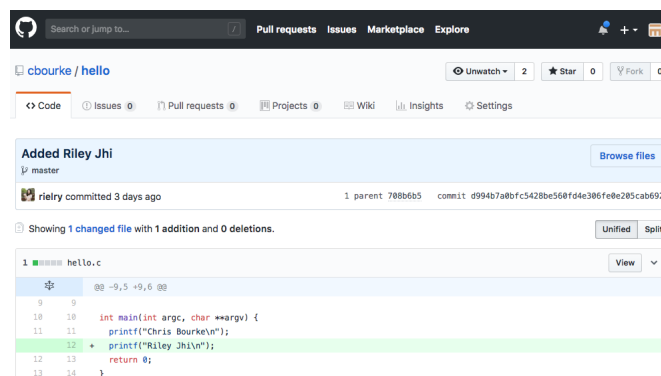 Search or jump to... / Pull requests Issues Marketplace Explore
cbourke / hello Unwatch 2 Star 0 Fork 0
Code Issues 0 Pull requests 0 Projects 0 Wiki Insights Settings
Added Riley Jhi Browse files
master
rielry committed 3 days ago 1 parent 708b6b5 commit d994b7a0bfc5428be560fd4e306fe0e205cab692
Showing 1 changed file with 1 addition and 0 deletions. Unified Split
1 hello.c View
@@ -9,5 +9,6 @@
9 9
10 10 int main(int argc, char **argv) {
11 11 printf("Chris Bourke\n");
12 + printf("Riley Jhi\n");
12 13 return 0;
13 14 }